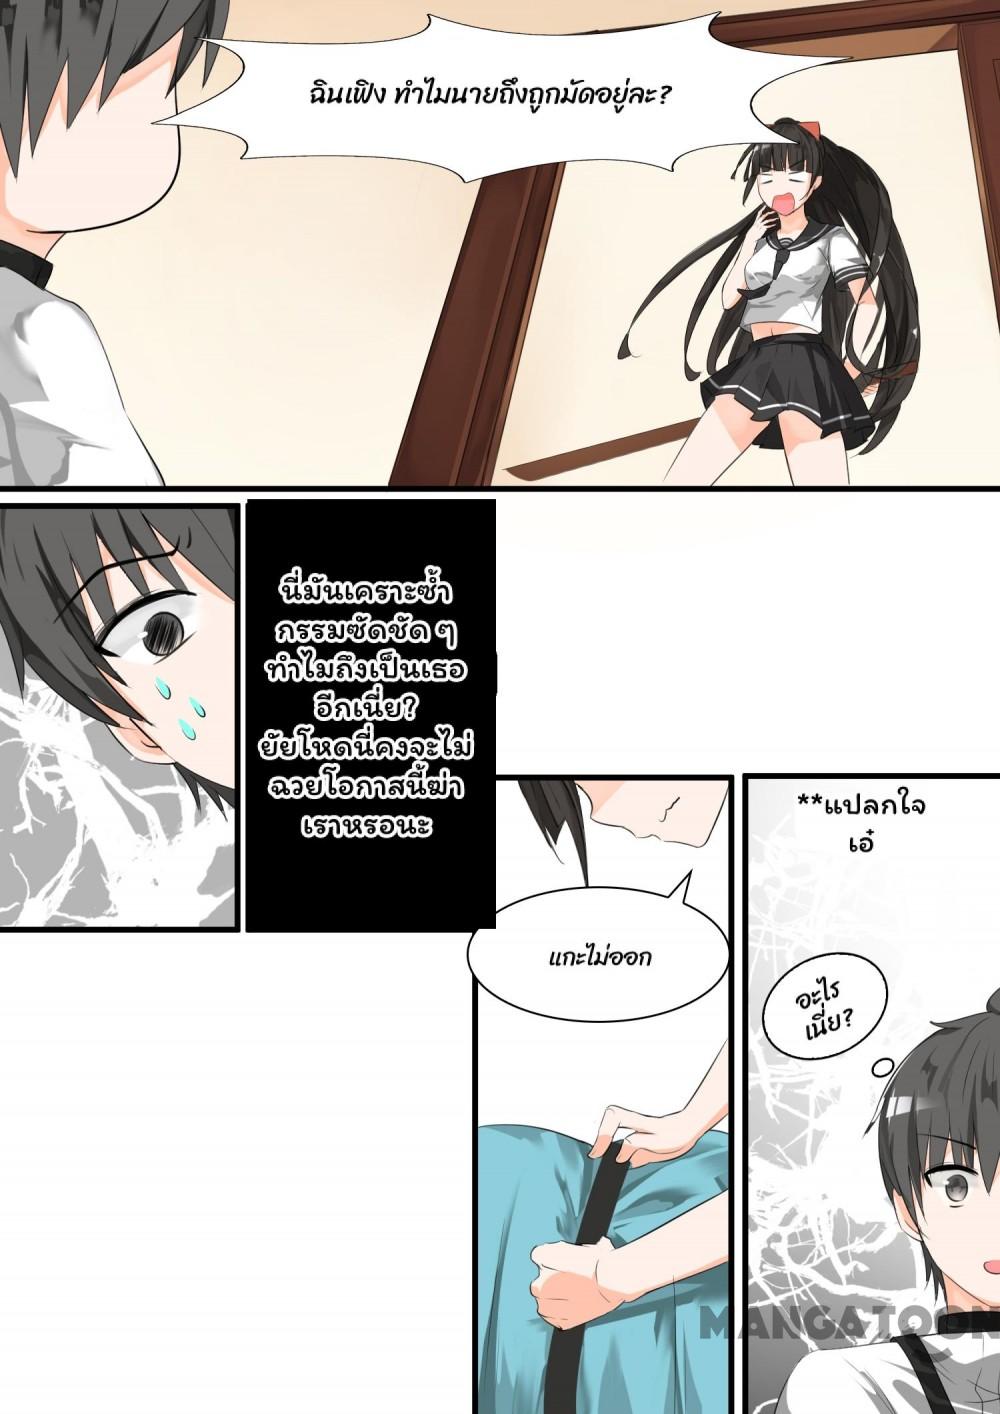 ฉินเฟิง ทำไมนายถึงถูกมัดอยู่ละ?
นี่มันเคราะซ้ำ
กรรมซัดชัด ๆ
ทำไมถึงเป็นเธอ
อีกเนี่ย?
ยัยโหดนี่คงจะไม่
ฉวยโอกาสนี้ฆ่า
เราหรอนะ
แกะไม่ออก
**แปลกใจ
เอ๋
อะไร
เนี่ย?
MANGATOON